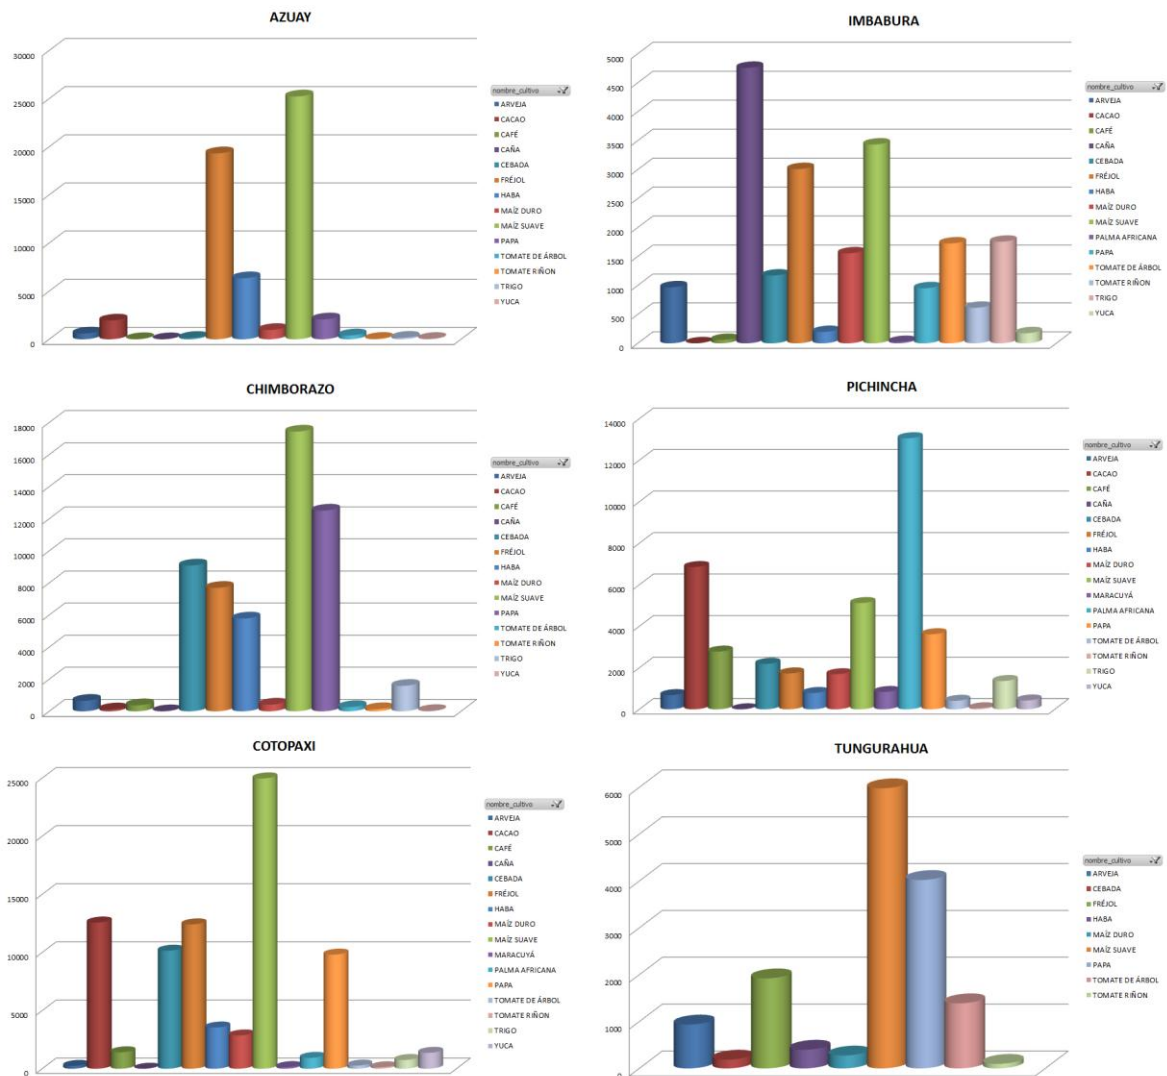 AZUAY
30000
25000
20000
15000
10000
5000
0
nombre_cultivo
ARVEJA
CACAO
CAFÉ
CAÑA
CEBADA
FRÉJOL
HABA
MAÍZ DURO
MAÍZ SUAVE
PAPA
TOMATE DE ÁRBOL
TOMATE RIÑON
TRIGO
YUCA
IMBABURA
5000
4500
4000
3500
3000
2500
2000
1500
1000
500
0
nombre_cultivo
ARVEJA
CACAO
CAFÉ
CAÑA
CEBADA
FRÉJOL
HABA
MAÍZ DURO
MAÍZ SUAVE
PALMA AFRICANA
PAPA
TOMATE DE ÁRBOL
TOMATE RIÑON
TRIGO
YUCA
CHIMBORAZO
18000
16000
14000
12000
10000
8000
6000
4000
2000
0
nombre_cultivo
ARVEJA
CACAO
CAFÉ
CAÑA
CEBADA
FRÉJOL
HABA
MAÍZ DURO
MAÍZ SUAVE
PAPA
TOMATE DE ÁRBOL
TOMATE RIÑON
TRIGO
YUCA
PICHINCHA
14000
12000
10000
8000
6000
4000
2000
0
nombre_cultivo
ARVEJA
CACAO
CAFÉ
CAÑA
CEBADA
FRÉJOL
HABA
MAÍZ DURO
MAÍZ SUAVE
MARACUYÁ
PALMA AFRICANA
PAPA
TOMATE DE ÁRBOL
TOMATE RIÑON
TRIGO
YUCA
COTOPAXI
25000
20000
15000
10000
5000
0
nombre_cultivo
ARVEJA
CACAO
CAFÉ
CAÑA
CEBADA
FRÉJOL
HABA
MAÍZ DURO
MAÍZ SUAVE
MARACUYÁ
PALMA AFRICANA
PAPA
TOMATE DE ÁRBOL
TOMATE RIÑON
TRIGO
YUCA
TUNGURAHUA
6000
5000
4000
3000
2000
1000
0
nombre_cultivo
ARVEJA
CEBADA
FRÉJOL
HABA
MAÍZ DURO
MAÍZ SUAVE
PAPA
TOMATE DE ÁRBOL
TOMATE RIÑON